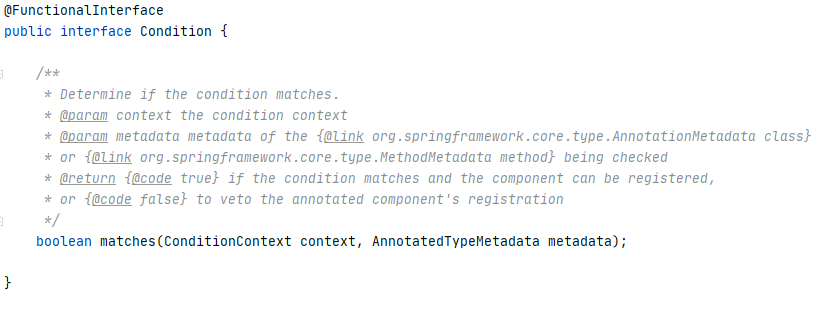 @FunctionalInterface
public interface Condition {
/**
* Determine if the condition matches.
* @param context the condition context
* @param metadata metadata of the {@link org.springframework.core.type.AnnotationMetadata class}
* or {@link org.springframework.core.type.MethodMetadata method} being checked
* @return {@code true} if the condition matches and the component can be registered,
* or {@code false} to veto the annotated component's registration
*/
boolean matches(ConditionContext context, AnnotatedTypeMetadata metadata);
}